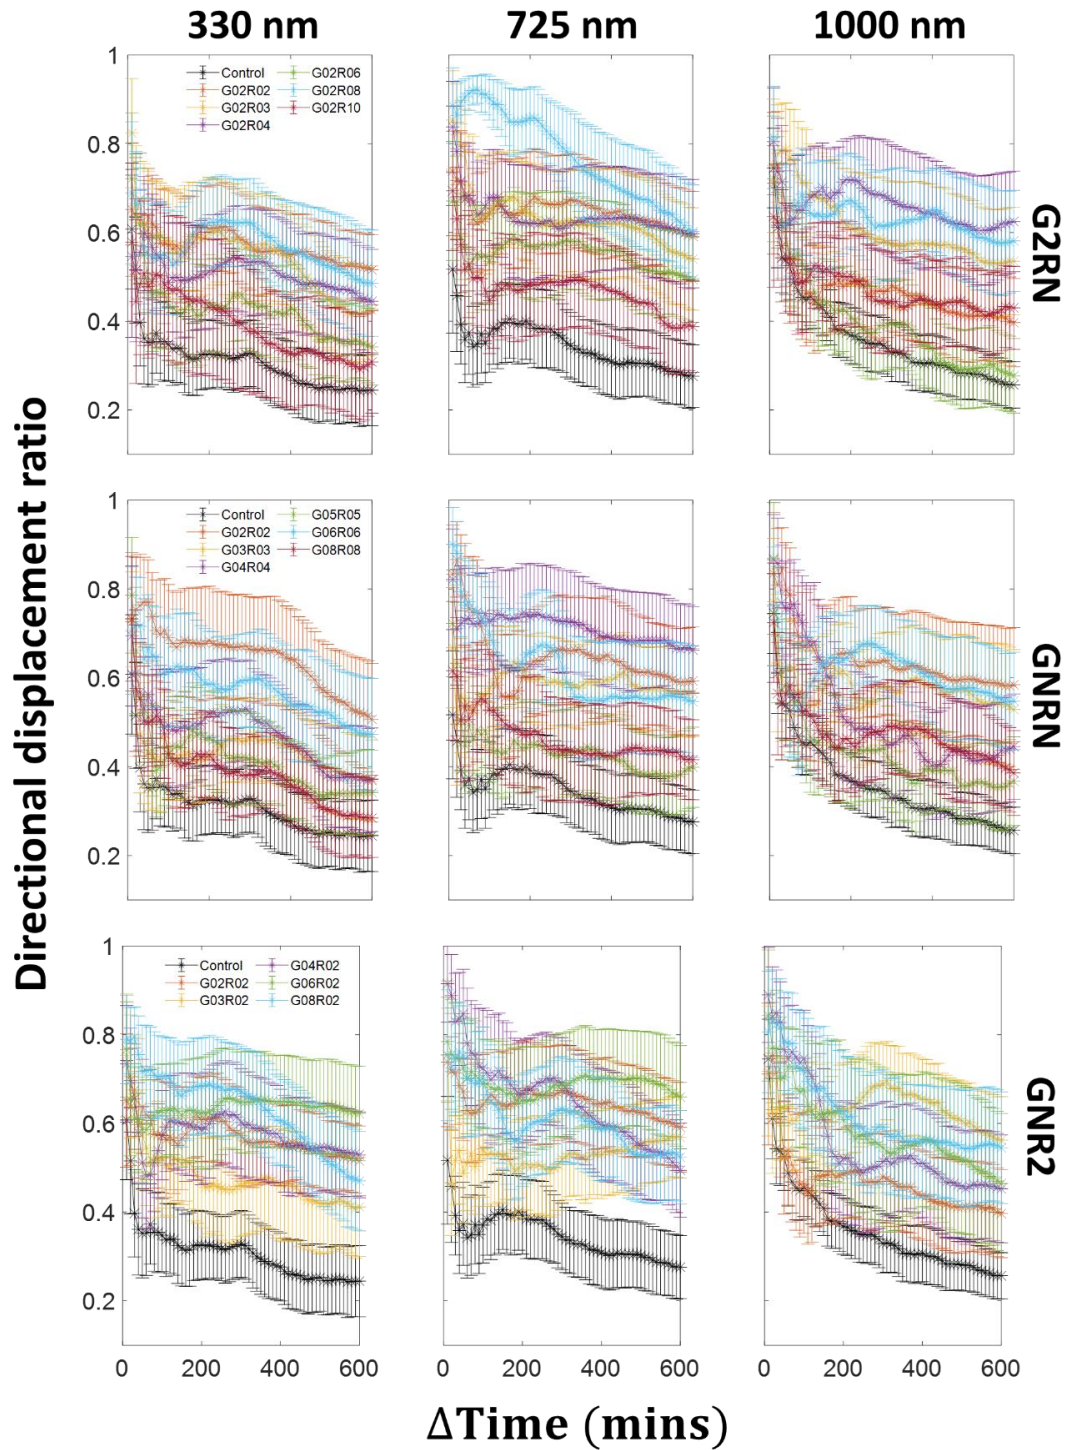 330 nm 725 nm 1000 nm
1
Control G02R06
G02R02 G02R08
G02R03 G02R10
G02R04
0.8
0.6
0.4
0.2
G2RN
1
Control G05R05
G02R02 G06R06
G03R03 G08R08
G04R04
0.8
0.6
0.4
0.2
GNRN
Directional displacement ratio
1
Control G04R02
G02R02 G06R02
G03R02 G08R02
0.8
0.6
0.4
0.2
GNR2
0 200 400 600 0 200 400 600 0 200 400 600
ΔTime (mins)